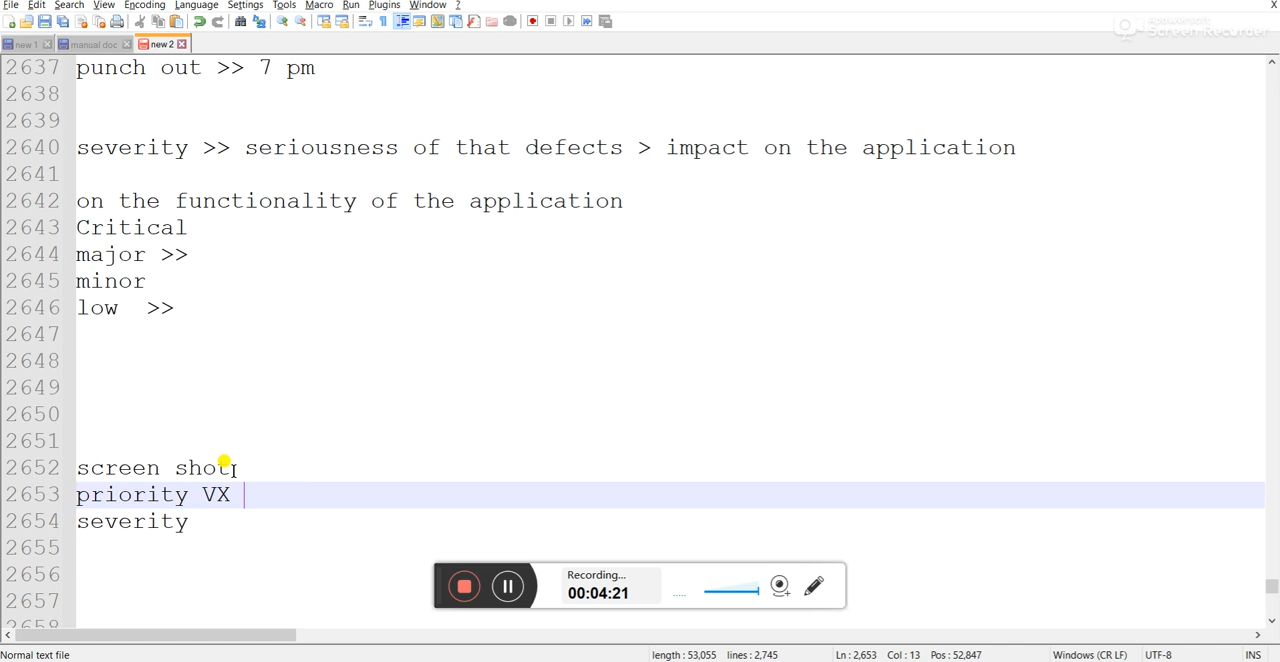 File Edit Search View Encoding Language Settings Tools Macro Run Plugins Window ?
X
Apowersoft
Screen Recorder
new 1 manual doc new 2
2637 punch out >> 7 pm
2638
2639
2640 severity >> seriousness of that defects > impact on the application
2641
2642 on the functionality of the application
2643 Critical
2644 major >>
2645 minor
2646 low >>
2647
2648
2649
2650
2651
2652 screen shot
2653 priority VX
2654 severity
2655
2656
2657
2658
Recording...
00:04:21
Normal text file length : 53,055 lines : 2,745 Ln : 2,653 Col : 13 Pos : 52,847 Windows (CR LF) UTF-8 INS